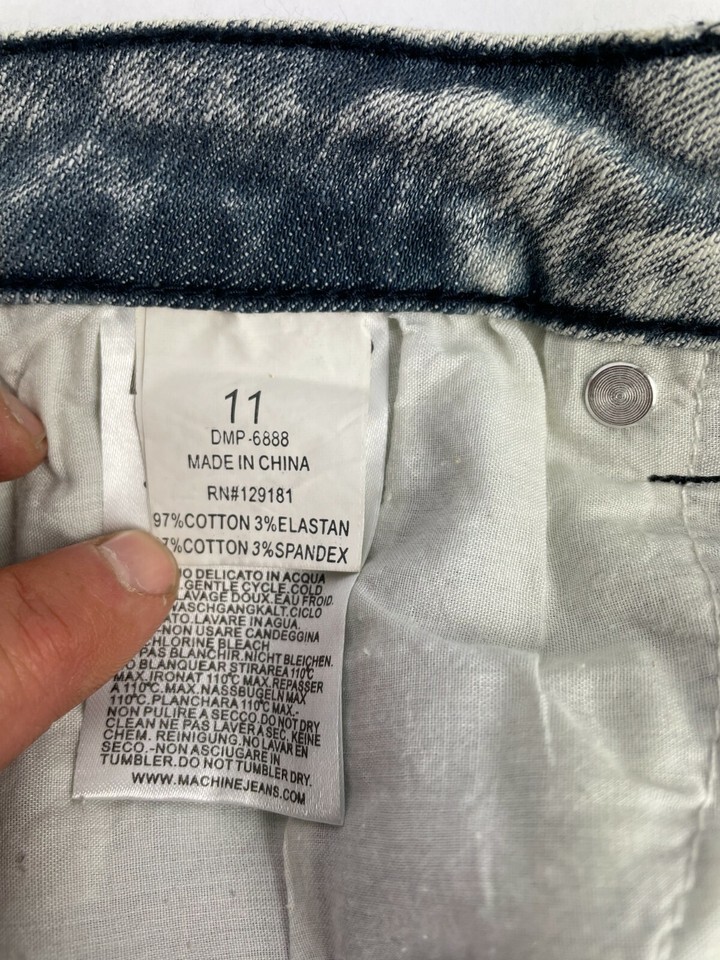 11
DMP-6888
MADE IN CHINA
RN#129181
97%COTTON 3%ELASTAN
7%COTTON 3%SPANDEX
DELICATO IN ACQUA
GENTLE CYCLE.COLD
LAVAGE DOUX.EAU FROID.
WASCHGANGKALT.CICLO
LAVARE IN AGUA.
-NON USARE CANDEGGINA
CHLORINE BLEACH
PAS BLANCHIR.NICHT BLEICHEN.
BLANQUEAR STIRAREA 110°C
MAX.IRONAT 110°C MAX.REPASSER
A 110°C.MAX.NASSBUGELN MAX
110°C.PLANCHARA 110°C MAX.-
NON PULIRE A SECCO.DO NOT DRY
CLEAN NE PAS LAVER A SEC.KEINE
CHEM. REINIGUNG.NO LAVAR EN
SECO.-NON ASCIUGARE IN
TUMBLER.DO NOT TUMBLER DRY.
WWW.MACHINEJEANS.COM